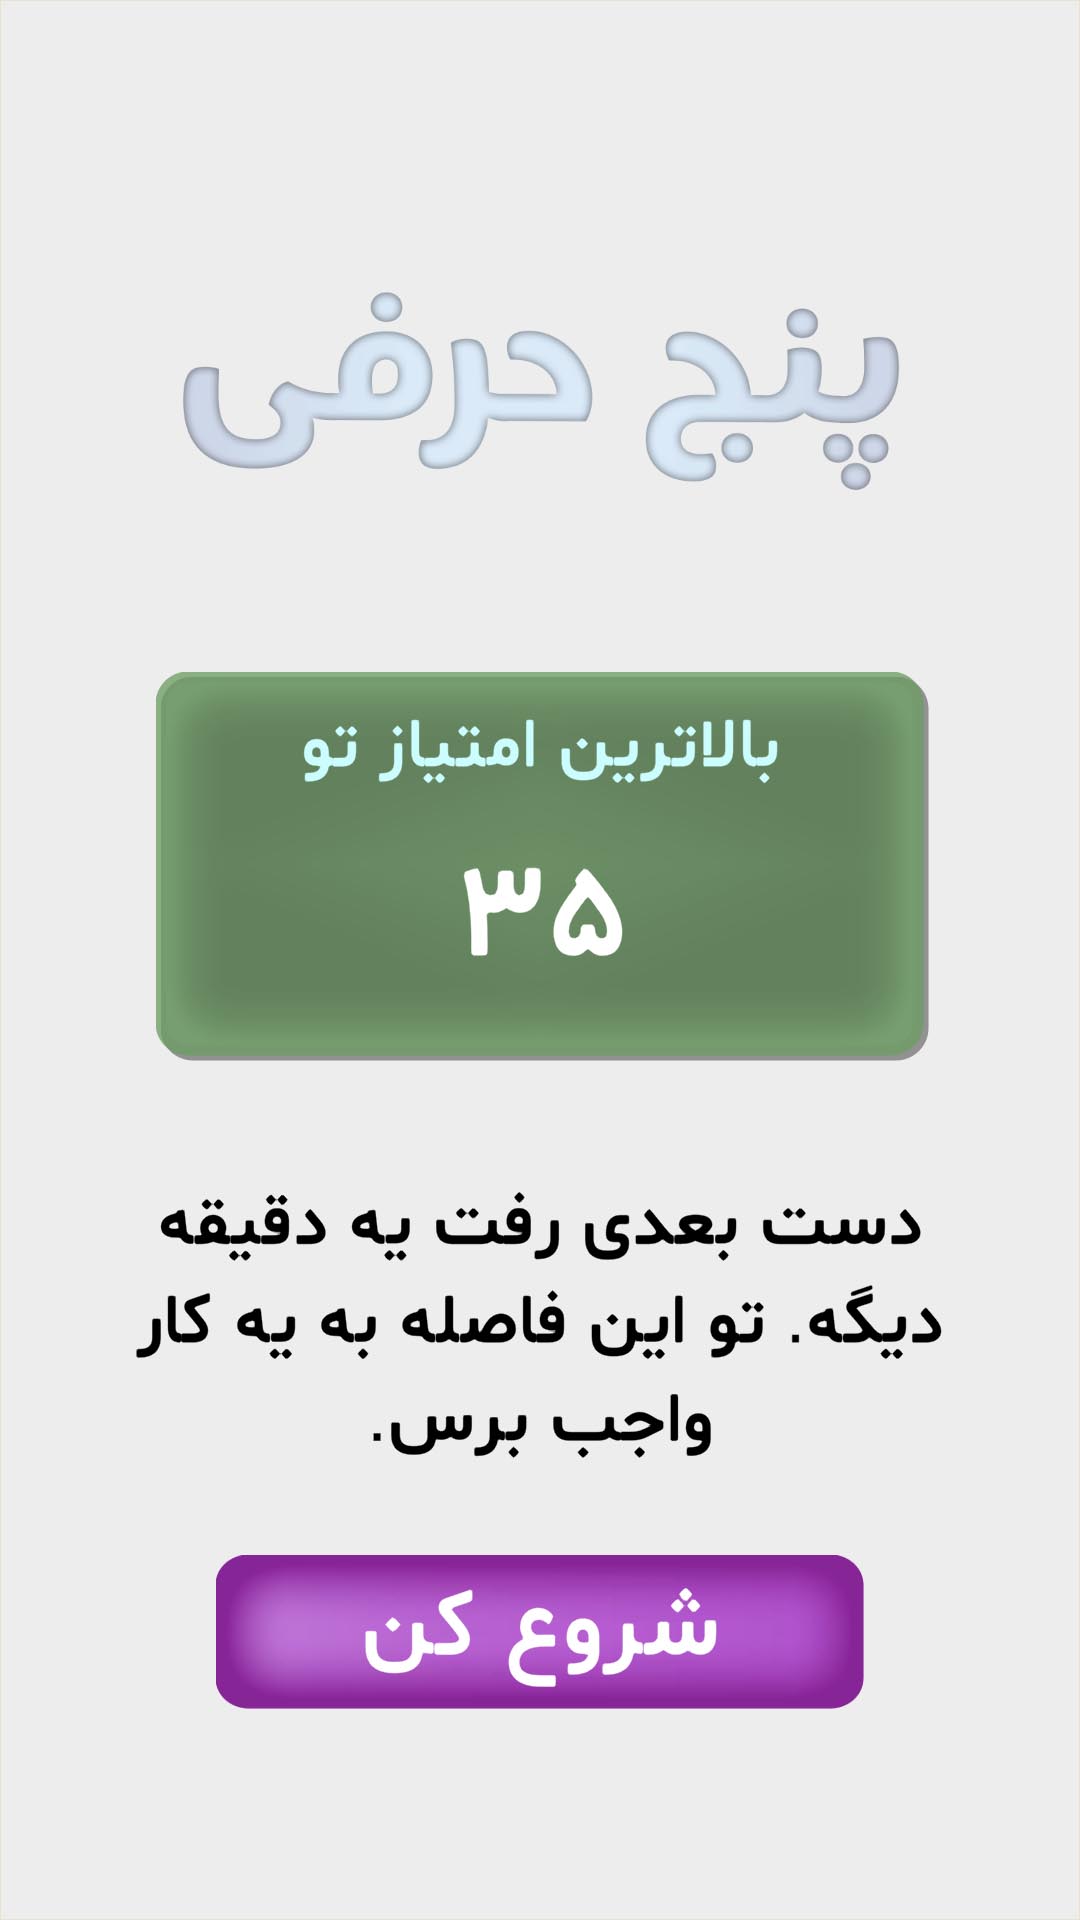 پنج حرفی
بالاترین امتیاز تو
۳۵
دست بعدی رفت یه دقیقه
دیگه. تو این فاصله به یه کار
واجب برس.
شروع کن